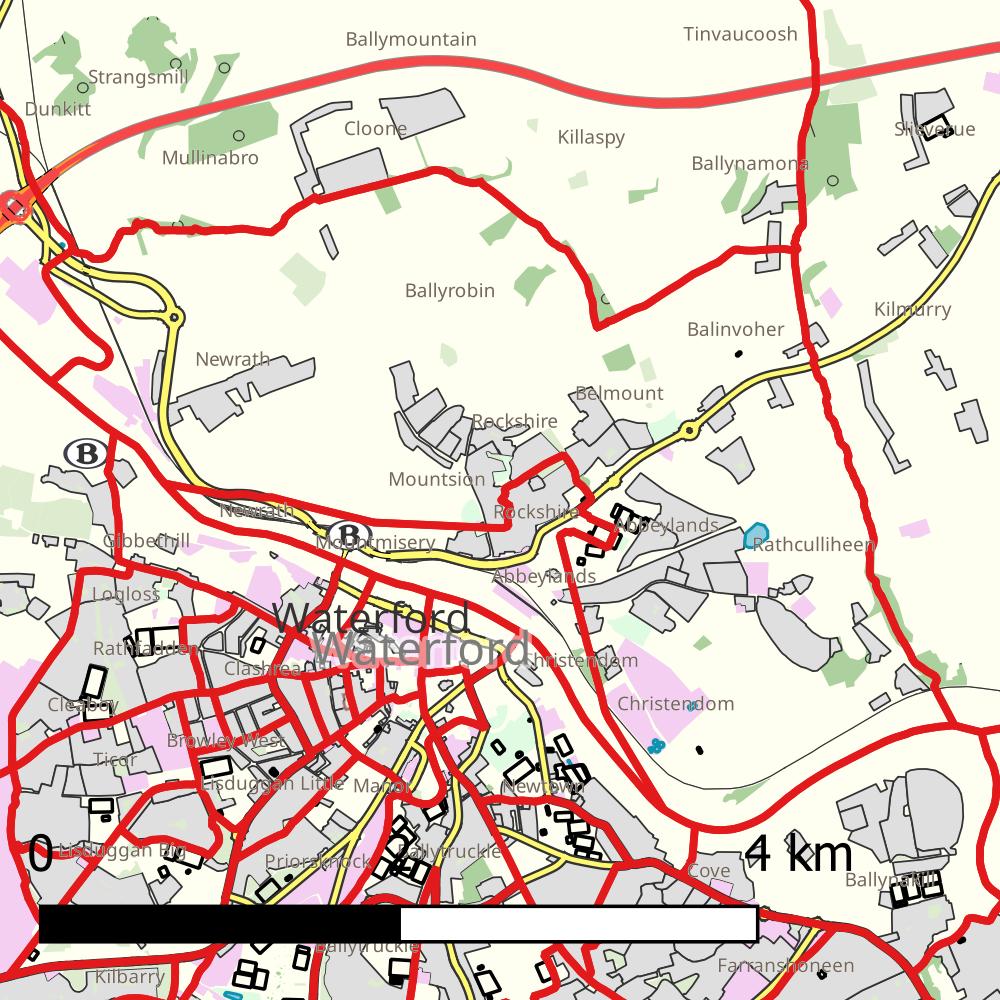 Tinvaucoosh
Ballymountain
Strangsmill
Dunkitt
Cloone
Slieverue
Killaspy
Mullinabro
Ballynamona
Ballyrobin
Kilmurry
Balinvoher
Newrath
Belmount
Rockshire
B
Mountsion
Newrath
Rockshire
Abbeylands
B
Gibbethill
Mountmisery
Rathculliheen
Abbeylands
Logloss
Waterford
Rathfadden
Waterford
Clashrea
Christendom
Cleaboy
Christendom
Browley West
Ticor
Lisduggan Little
Manor
Newtown
0
Lisduggan Big
4 km
Priorsknock
Ballytruckle
Cove
Ballynakill
Ballytruckle
Kilbarry
Farranshoneen